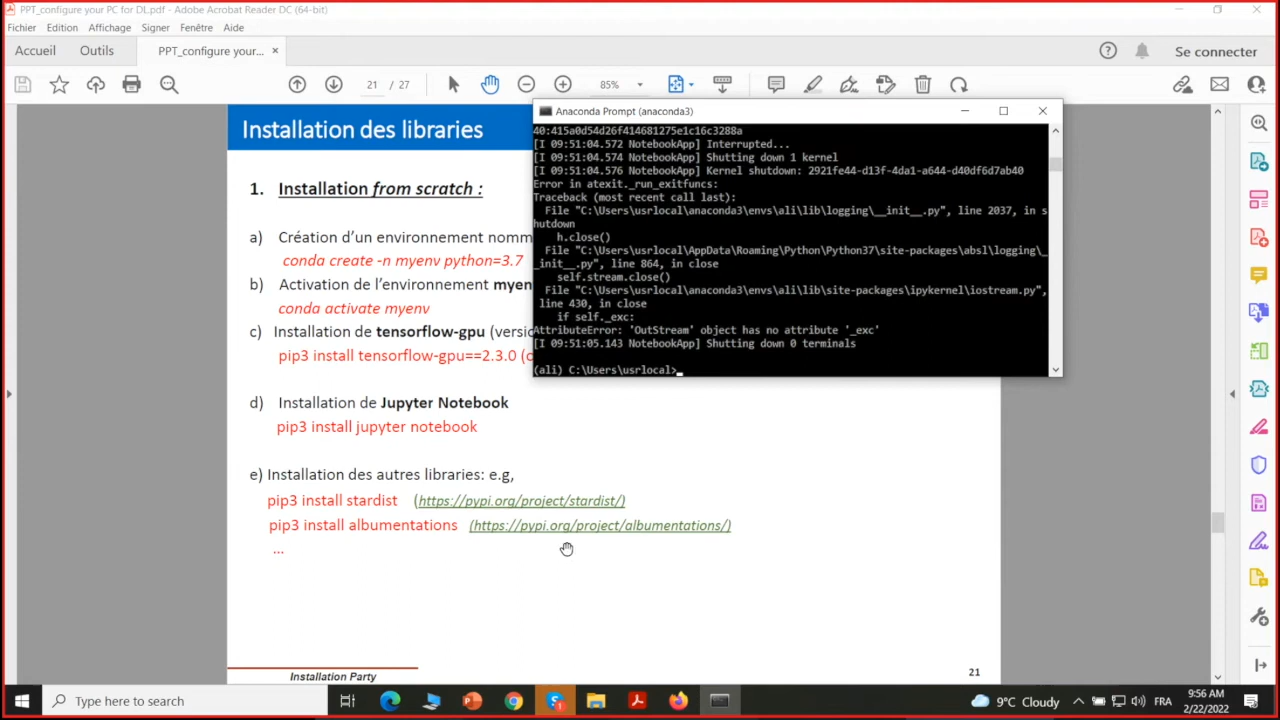 PPT_configure your PC for DL.pdf - Adobe Acrobat Reader DC (64-bit)
Fichier Edition Affichage Signer Fenêtre Aide
Accueil Outils PPT_configure your... × Se connecter
21 / 27 85%
Installation des libraries
1. Installation from scratch :
a) Création d’un environnement nomm
conda create -n myenv python=3.7
b) Activation de l’environnement myen
conda activate myenv
c) Installation de tensorflow-gpu (versio
pip3 install tensorflow-gpu==2.3.0 (o
d) Installation de Jupyter Notebook
pip3 install jupyter notebook
e) Installation des autres libraries: e.g,
pip3 install stardist (https://pypi.org/project/stardist/)
pip3 install albumentations (https://pypi.org/project/albumentations/)
...
Installation Party
21
Anaconda Prompt (anaconda3)
40:415a0d54d26f414681275e1c16c3288a
[I 09:51:04.572 NotebookApp] Interrupted...
[I 09:51:04.574 NotebookApp] Shutting down 1 kernel
[I 09:51:04.576 NotebookApp] Kernel shutdown: 2921fe44-d13f-4da1-a644-d40df6d7ab40
Error in atexit._run_exitfuncs:
Traceback (most recent call last):
File "C:\Users\usrlocal\anaconda3\envs\ali\lib\logging\__init__.py", line 2037, in s
hutdown
h.close()
File "C:\Users\usrlocal\AppData\Roaming\Python\Python37\site-packages\absl\logging\_
_init__.py", line 864, in close
self.stream.close()
File "C:\Users\usrlocal\anaconda3\envs\ali\lib\site-packages\ipykernel\iostream.py",
line 430, in close
if self._exc:
AttributeError: 'OutStream' object has no attribute '_exc'
[I 09:51:05.143 NotebookApp] Shutting down 0 terminals
(ali) C:\Users\usrlocal>
Type here to search
9°C Cloudy
FRA
9:56 AM
2/22/2022